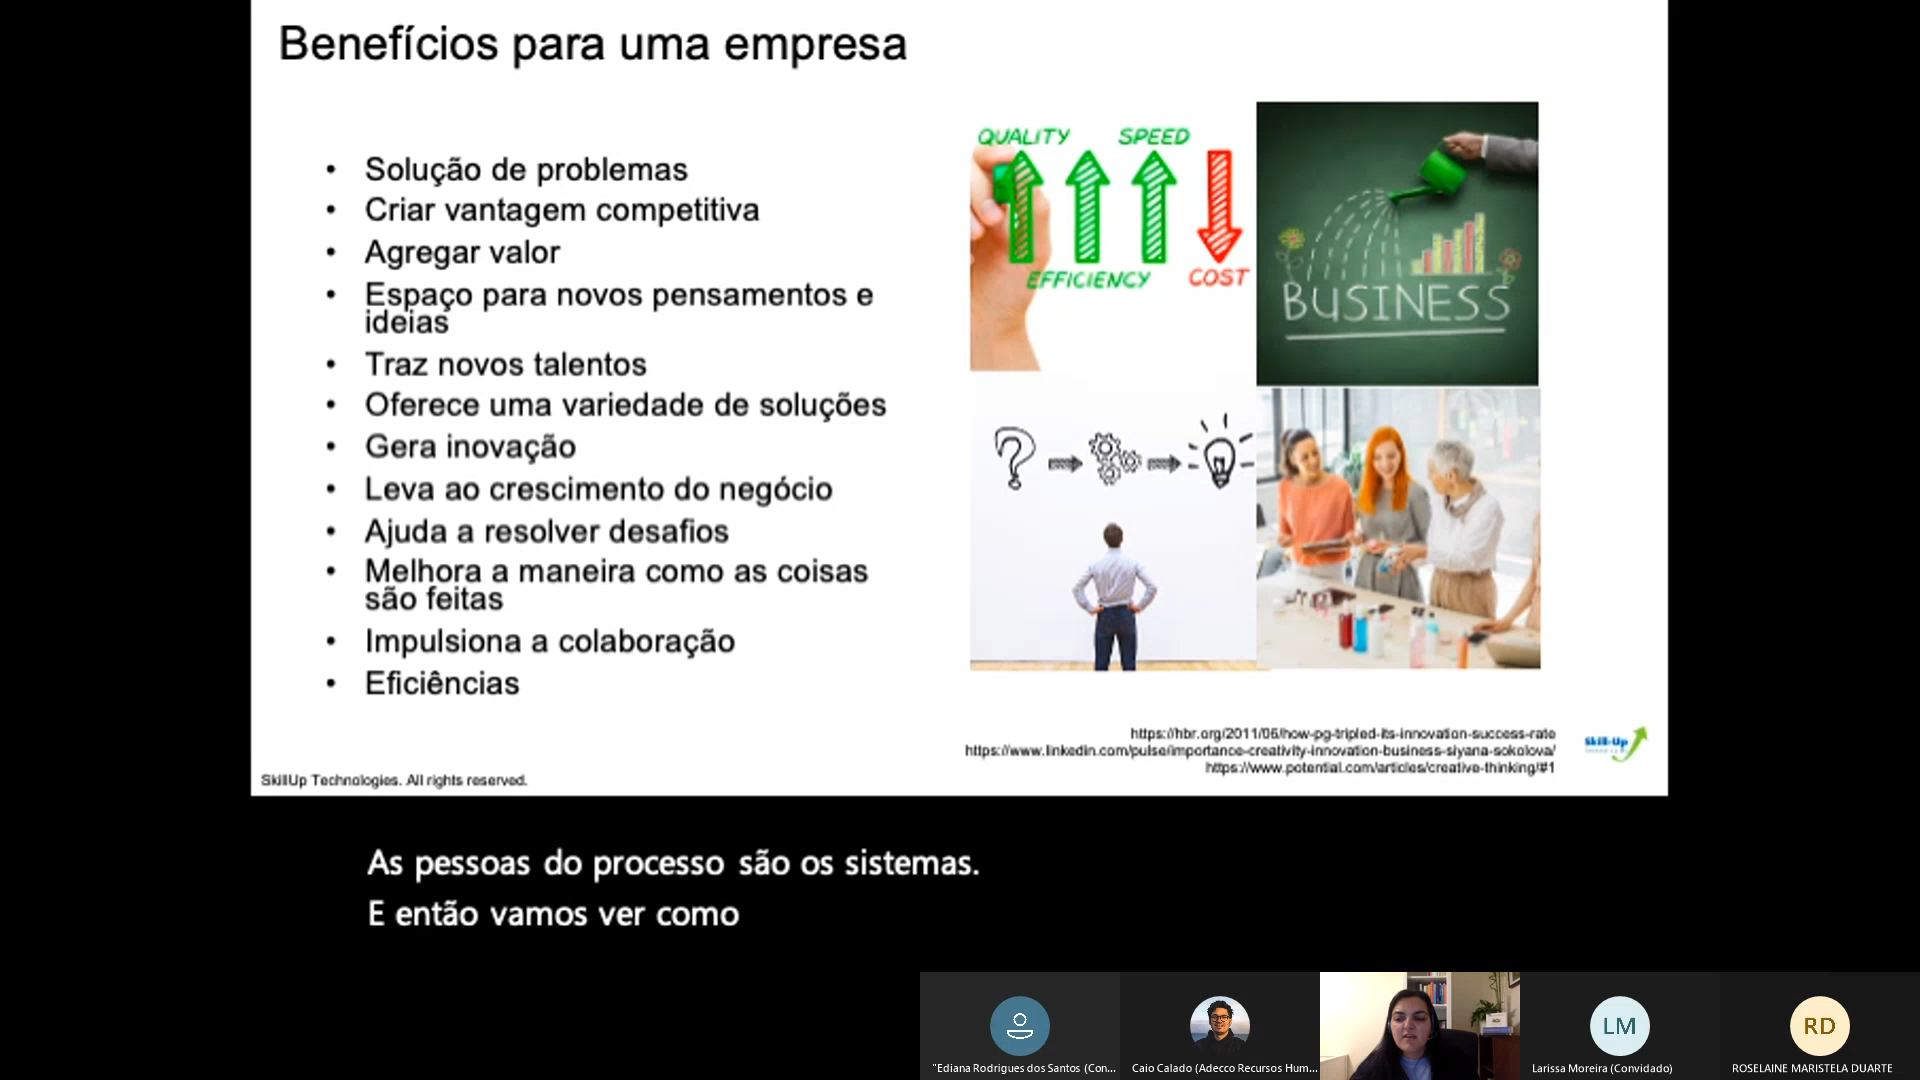 Benefícios para uma empresa
• Solução de problemas
• Criar vantagem competitiva
• Agregar valor
• Espaço para novos pensamentos e
ideias
• Traz novos talentos
• Oferece uma variedade de soluções
• Gera inovação
• Leva ao crescimento do negócio
• Ajuda a resolver desafios
• Melhora a maneira como as coisas
são feitas
• Impulsiona a colaboração
• Eficiências
QUALITY SPEED
EFFICIENCY COST
BUSINESS
?
https://hbr.org/2011/06/how-pg-tripled-its-innovation-success-rate
https://www.linkedin.com/pulse/importance-creativity-innovation-business-siyana-sokolova/
https://www.potential.com/articles/creative-thinking/#1
Skill-Up
SkillUp Technologies. All rights reserved.
As pessoas do processo são os sistemas.
E então vamos ver como
LM
RD
"Ediana Rodrigues dos Santos (Con...
Caio Calado (Adecco Recursos Hum...
Larissa Moreira (Convidado)
ROSELAINE MARISTELA DUARTE